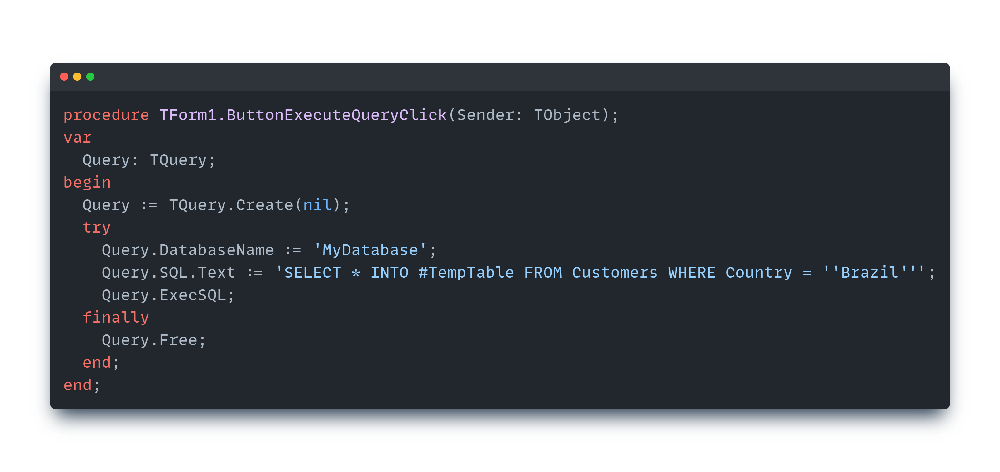 procedure TForm1.ButtonExecuteQueryClick(Sender: TObject);
var
  Query: TQuery;
begin
  Query := TQuery.Create(nil);
  try
    Query.DatabaseName := 'MyDatabase';
    Query.SQL.Text := 'SELECT * INTO #TempTable FROM Customers WHERE Country = ''Brazil''';
    Query.ExecSQL;
  finally
    Query.Free;
  end;
end;